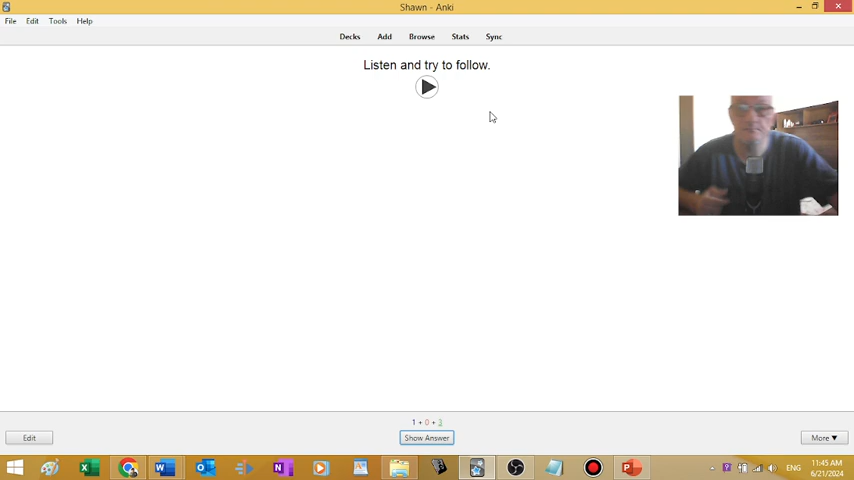 Shawn - Anki
File Edit Tools Help
Decks Add Browse Stats Sync
Listen and try to follow.
1 + 0 + 3
Edit Show Answer More ▼
ENG 11:45 AM
6/21/2024